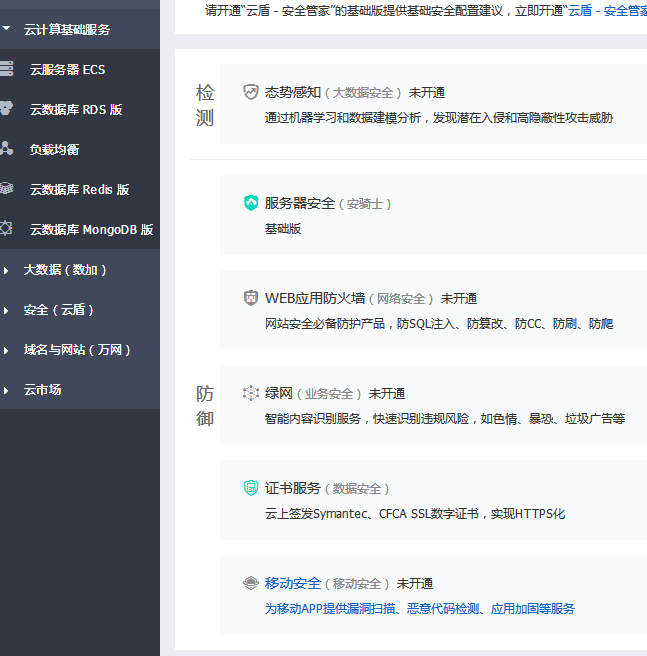 云计算基础服务
云服务器 ECS
云数据库 RDS 版
负载均衡
云数据库 Redis 版
云数据库 MongoDB 版
大数据（数加）
安全（云盾）
域名与网站（万网）
云市场
请开通“云盾 - 安全管家”的基础版提供基础安全配置建议，立即开通“云盾 - 安全管家
检测
态势感知（大数据安全） 未开通
通过机器学习和数据建模分析，发现潜在入侵和高隐蔽性攻击威胁
防御
服务器安全（安骑士）
基础版
WEB应用防火墙（网络安全） 未开通
网站安全必备防护产品，防SQL注入、防篡改、防CC、防刷、防爬
绿网（业务安全） 未开通
智能内容识别服务，快速识别违规风险，如色情、暴恐、垃圾广告等
证书服务（数据安全）
云上签发Symantec、CFCA SSL数字证书，实现HTTPS化
移动安全（移动安全） 未开通
为移动APP提供漏洞扫描、恶意代码检测、应用加固等服务